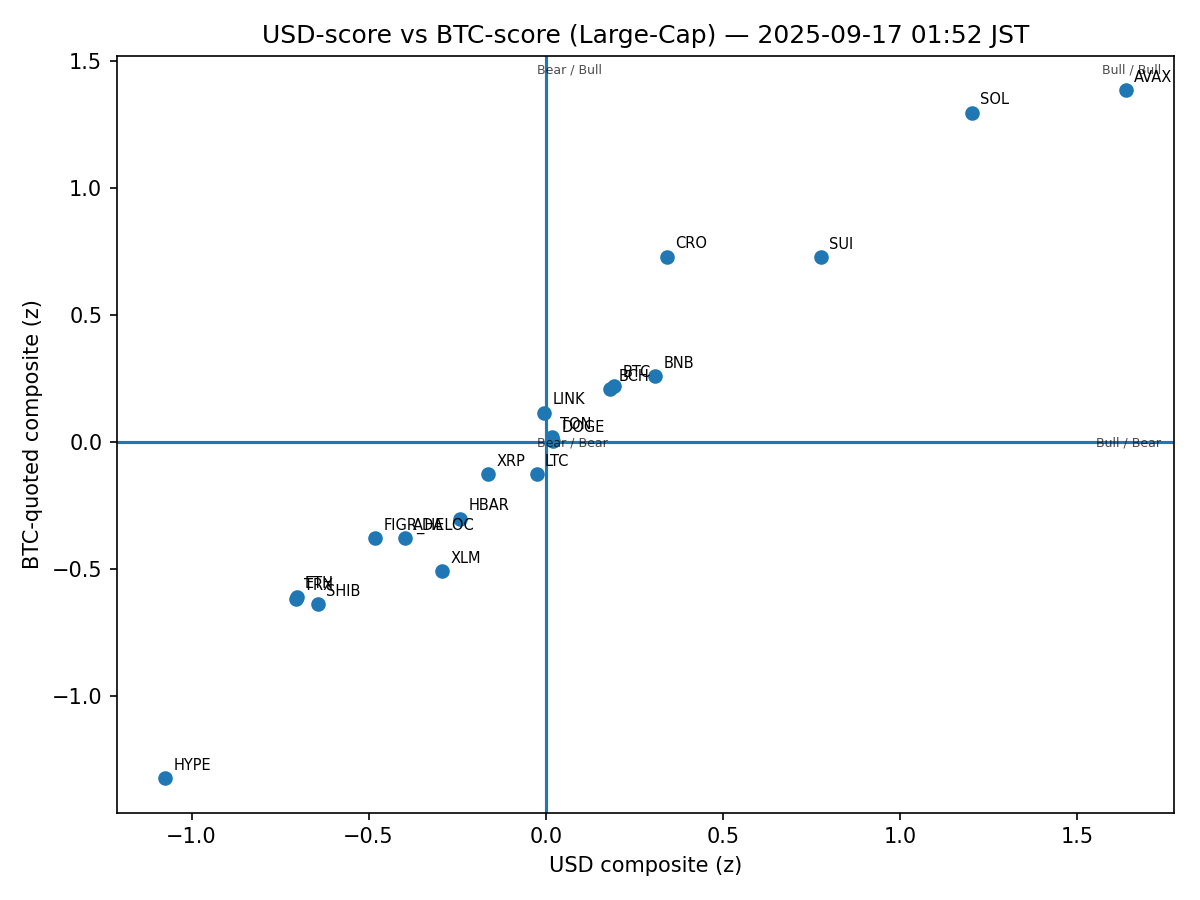 USD-score vs BTC-score (Large-Cap) — 2025-09-17 01:52 JST
1.5
Bear / Bull
Bull / Bull
AVAX
SOL
1.0
CRO
SUI
0.5
BNB
BTC
BCH
LINK
TON
DOGE
0.0
Bear / Bear
Bull / Bear
XRP
LTC
HBAR
FIGR_HELOC
ADA
−0.5
XLM
ETH
TRX
SHIB
−1.0
HYPE
BTC-quoted composite (z)
−1.0
−0.5
0.0
0.5
1.0
1.5
USD composite (z)